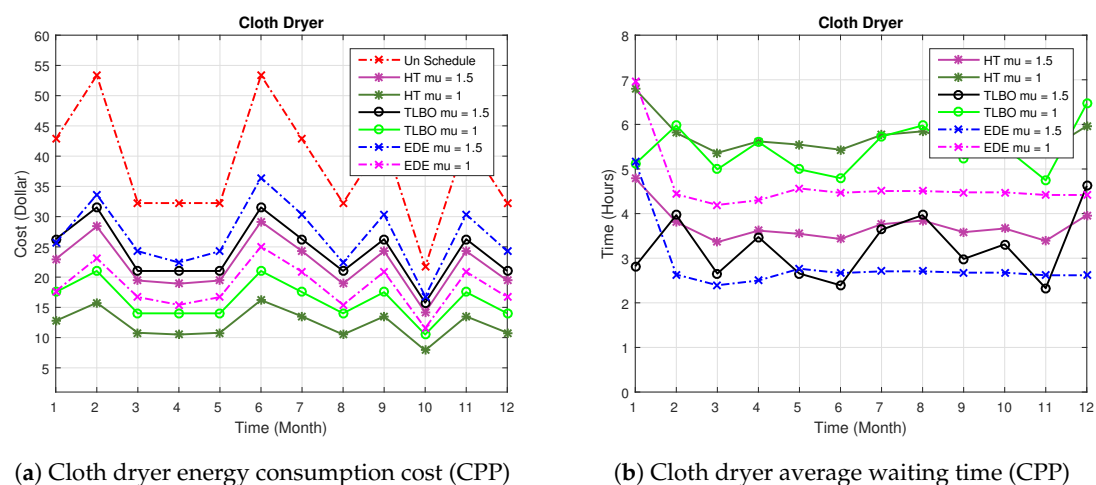 Cloth Dryer
60
55
50
45
40
35
30
25
20
15
10
5
Cost (Dollar)
Un Schedule
HT mu = 1.5
HT mu = 1
TLBO mu = 1.5
TLBO mu = 1
EDE mu = 1.5
EDE mu = 1
1 2 3 4 5 6 7 8 9 10 11 12
Time (Month)
(a) Cloth dryer energy consumption cost (CPP)
Cloth Dryer
8
7
6
5
4
3
2
1
0
Time (Hours)
HT mu = 1.5
HT mu = 1
TLBO mu = 1.5
TLBO mu = 1
EDE mu = 1.5
EDE mu = 1
1 2 3 4 5 6 7 8 9 10 11 12
Time (Month)
(b) Cloth dryer average waiting time (CPP)